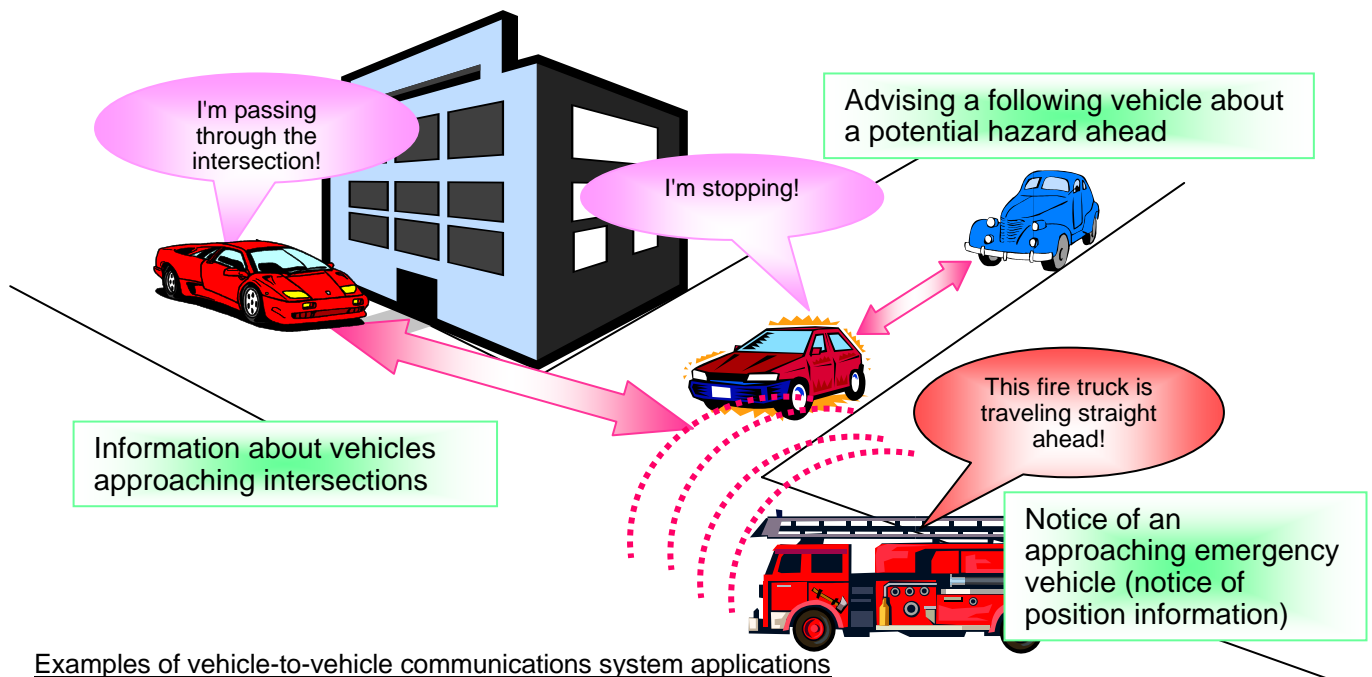 I'm passing
through the
intersection!
Advising a following vehicle about
a potential hazard ahead
I'm stopping!
This fire truck is
traveling straight
ahead!
Information about vehicles
approaching intersections
Notice of an
approaching emergency
vehicle (notice of
position information)
Examples of vehicle-to-vehicle communications system applications